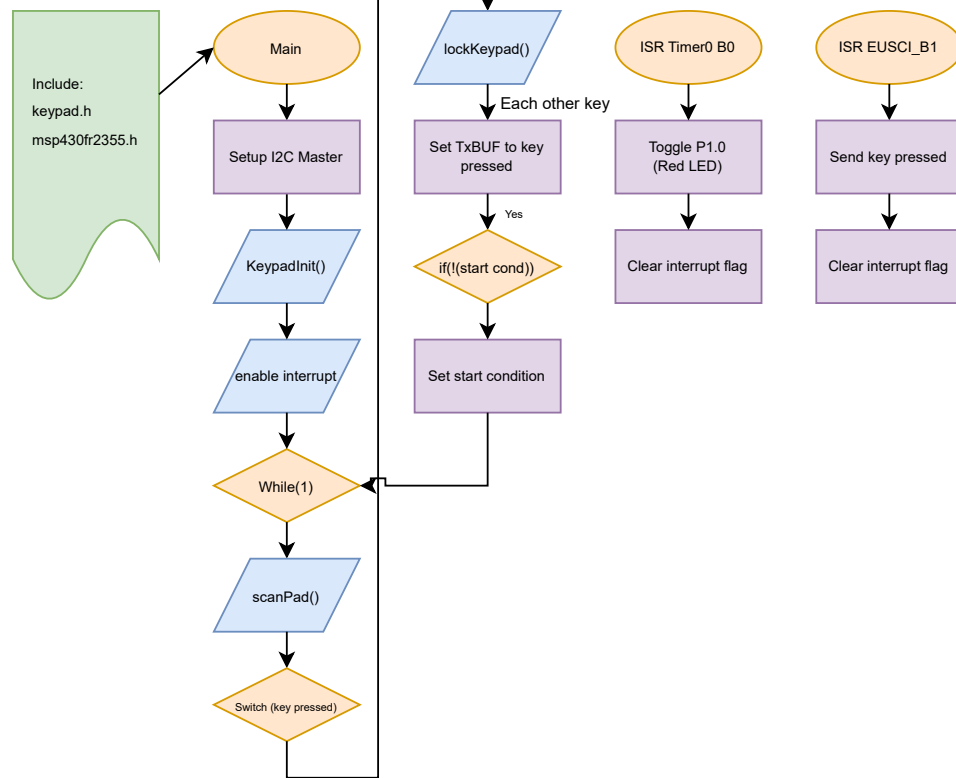 Include:
keypad.h
msp430fr2355.h
Main
Setup I2C Master
KeypadInit()
enable interrupt
While(1)
scanPad()
Switch (key pressed)
lockKeypad()
Each other key
Set TxBUF to key
pressed
Yes
if(!(start cond))
Set start condition
ISR Timer0 B0
Toggle P1.0
(Red LED)
Clear interrupt flag
ISR EUSCI_B1
Send key pressed
Clear interrupt flag